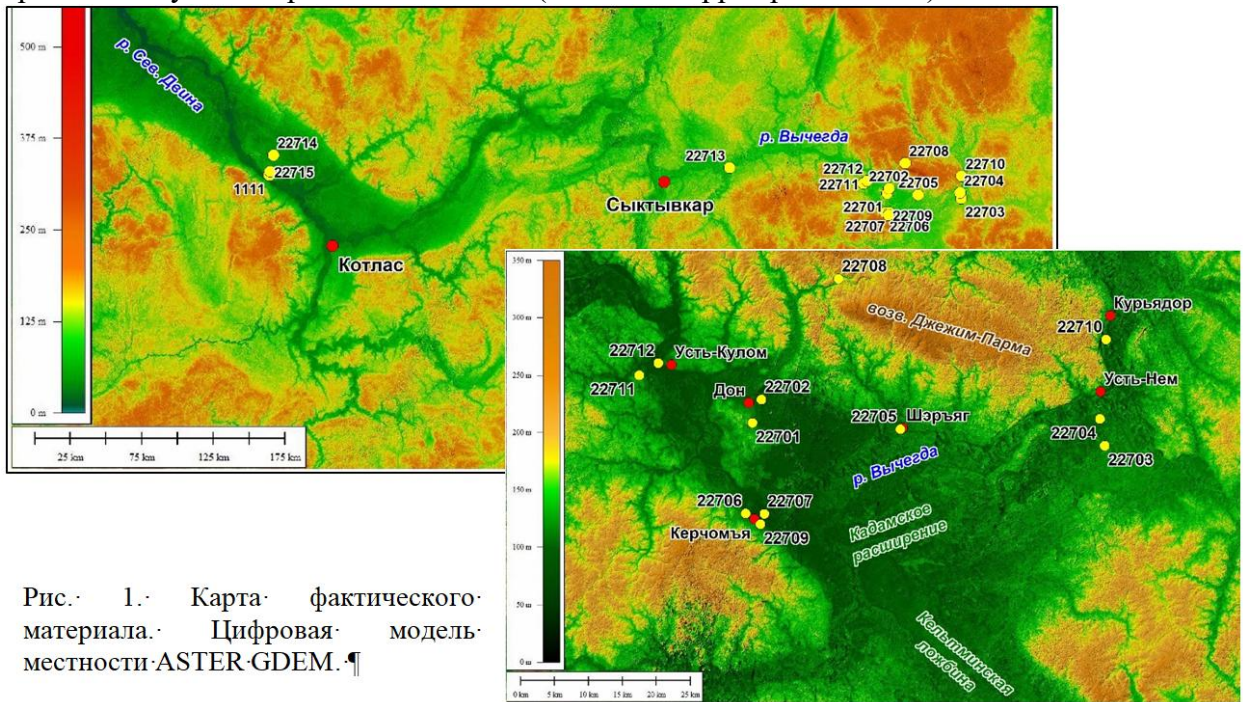 500 m
375 m
250 m
125 m
0 m
р. Сев. Двина
22714
22715
1111
Котлас
Сыктывкар
22713
р. Вычегда
22708
22712
22702
22710
22711
22705
22704
22701
22709
22703
22707
22706
25 km 75 km 125 km 175 km
350 m
300 m
250 m
200 m
150 m
100 m
50 m
0 m
22708
возв. Джежим-Парма
Курьядор
22710
22712
Усть-Кулом
22711
Усть-Нем
Дон
22702
22705
Шэръяг
22701
22704
22703
р. Вычегда
22706
22707
Керчомъя
22709
Кадамское
расширение
Кельтминская
ложбина
0 km 5 km 10 km 15 km 20 km 25 km
Рис.· 1.· Карта· фактического·
материала.· Цифровая· модель·
местности·ASTER·GDEM.·¶